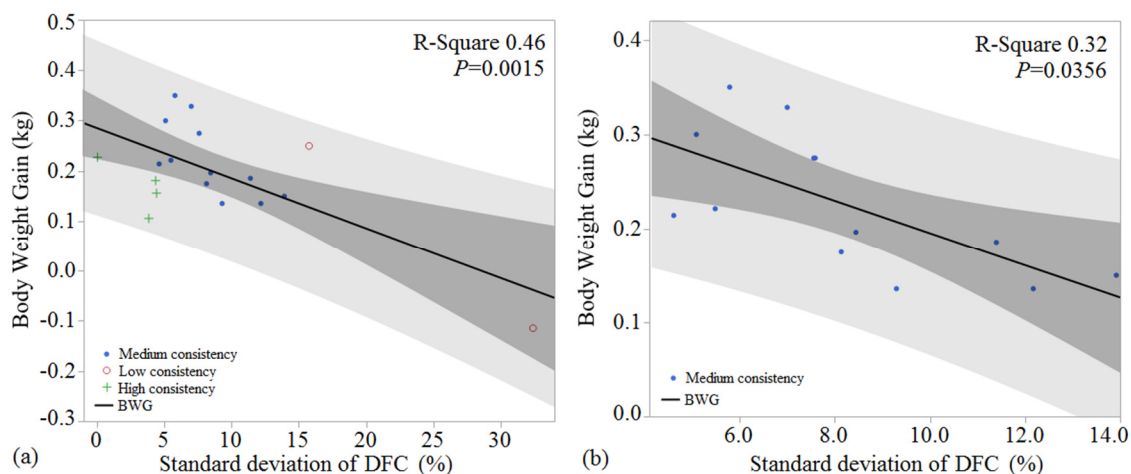 R-Square 0.46
P=0.0015
Body Weight Gain (kg)
0.5
0.4
0.3
0.2
0.1
0.0
-0.1
-0.2
-0.3
Medium consistency
Low consistency
High consistency
BWG
0 5 10 15 20 25 30
(a) Standard deviation of DFC (%)
R-Square 0.32
P=0.0356
Body Weight Gain (kg)
0.4
0.3
0.2
0.1
0.0
Medium consistency
BWG
6.0 8.0 10.0 12.0 14.0
(b) Standard deviation of DFC (%)